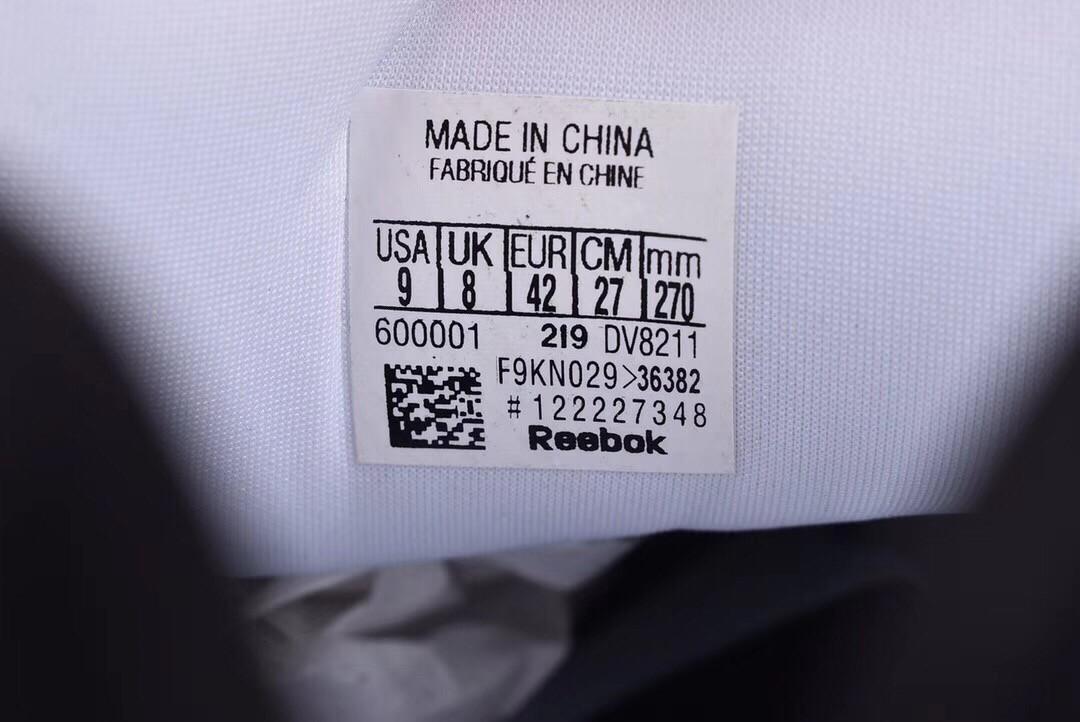 MADE IN CHINA
FABRIQUÉ EN CHINE
USA UK EUR CM mm
9 8 42 27 270
600001 219 DV8211
F9KN029>36382
#122227348
Reebok